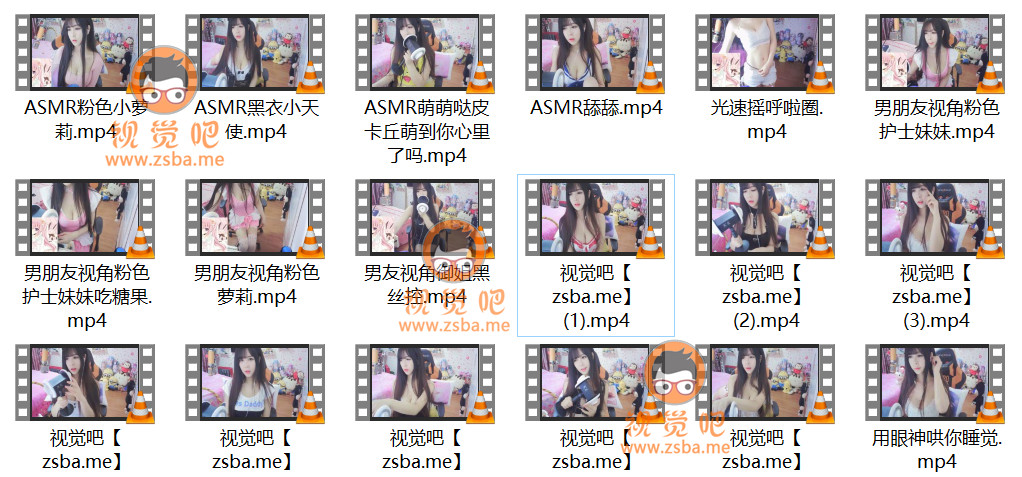 ASMR粉色小萝
莉.mp4
ASMR黑衣小天
使.mp4
ASMR萌萌哒皮
卡丘萌到你心里
了吗.mp4
ASMR舔舔.mp4
光速摇呼啦圈.
mp4
男朋友视角粉色
护士妹妹.mp4
视觉吧
www.zsba.me
男朋友视角粉色
护士妹妹吃糖果.
mp4
男朋友视角粉色
萝莉.mp4
男友视角御姐黑
丝控.mp4
视觉吧【
zsba.me】
(1).mp4
视觉吧【
zsba.me】
(2).mp4
视觉吧【
zsba.me】
(3).mp4
视觉吧
www.zsba.me
视觉吧【
zsba.me】
视觉吧【
zsba.me】
视觉吧【
zsba.me】
视觉吧【
zsba.me】
视觉吧【
zsba.me】
用眼神哄你睡觉.
mp4
视觉吧
www.zsba.me